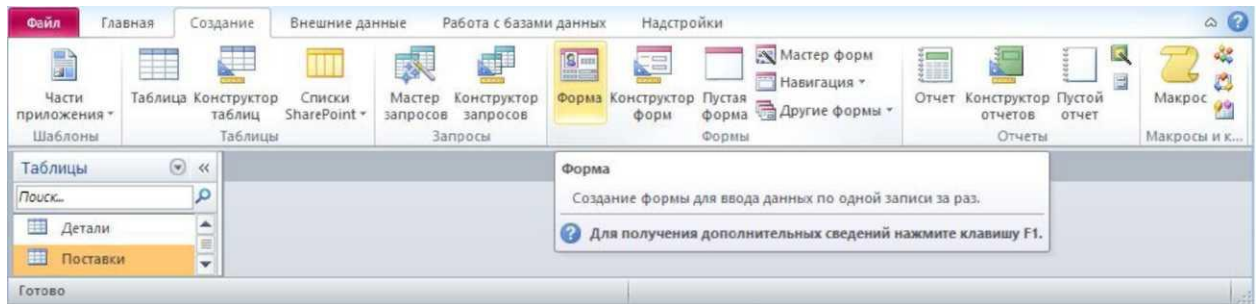 Файл Главная Создание Внешние данные Работа с базами данных Надстройки
Части приложения
Шаблоны
Таблица
Конструктор таблиц
Списки SharePoint
Таблицы
Мастер запросов
Конструктор запросов
Запросы
Форма
Конструктор форм
Пустая форма
Мастер форм
Навигация
Другие формы
Формы
Отчет
Конструктор отчетов
Пустой отчет
Отчеты
Макрос
Макросы и к...
Таблицы
Поиск...
Детали
Поставки
Форма
Создание формы для ввода данных по одной записи за раз.
Для получения дополнительных сведений нажмите клавишу F1.
Готово